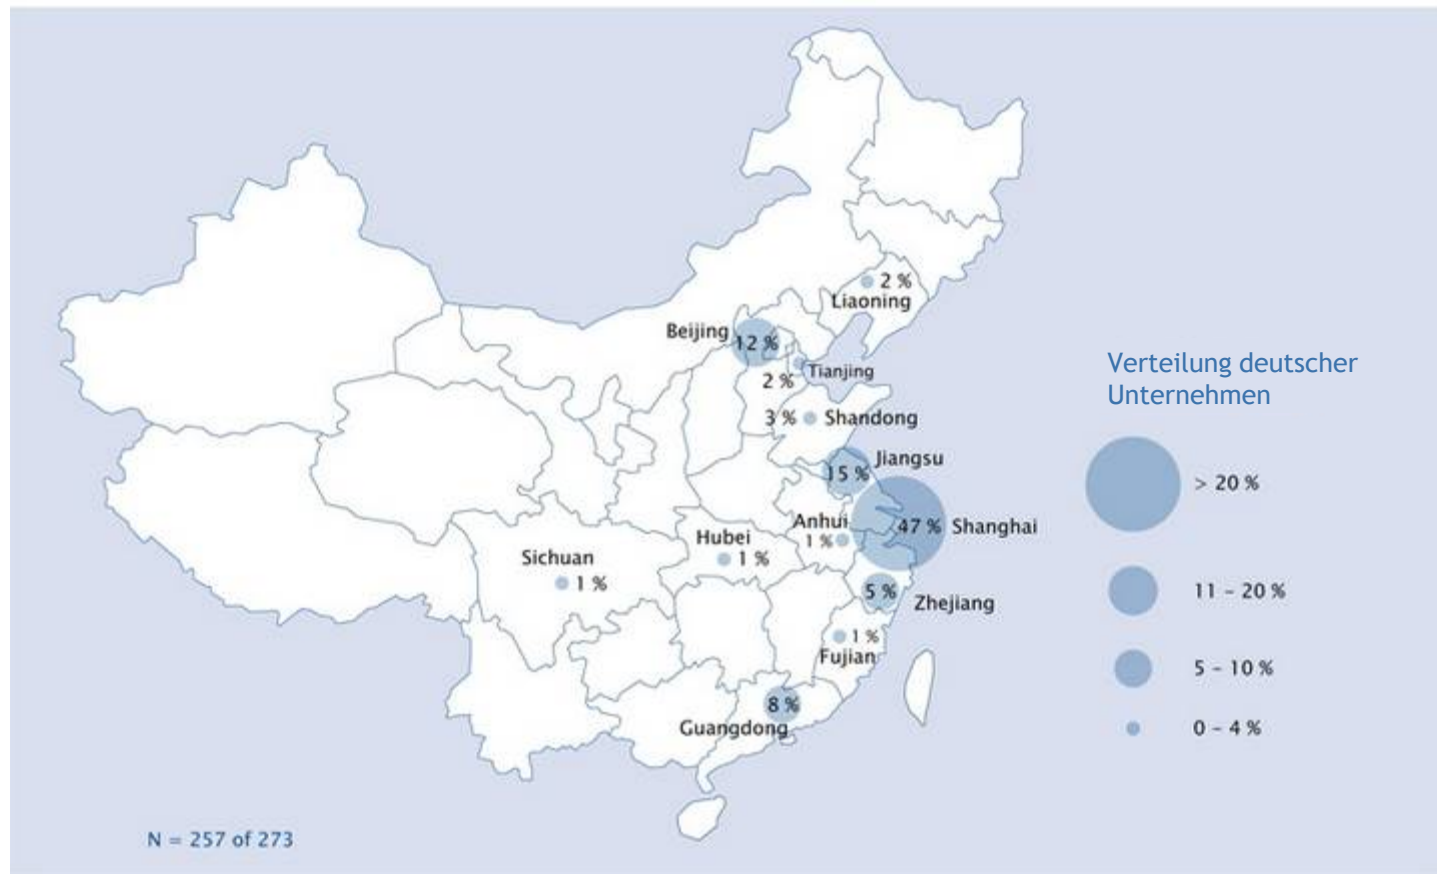 2 %
Liaoning
Beijing
12 %
Tianjing
2 %
3 % Shandong
Jiangsu
15 %
Anhui
1 %
47 % Shanghai
Hubei
1 %
Sichuan
1 %
5 %
Zhejiang
1 %
Fujian
8 %
Guangdong
Verteilung deutscher
Unternehmen
> 20 %
11 – 20 %
5 – 10 %
0 – 4 %
N = 257 of 273